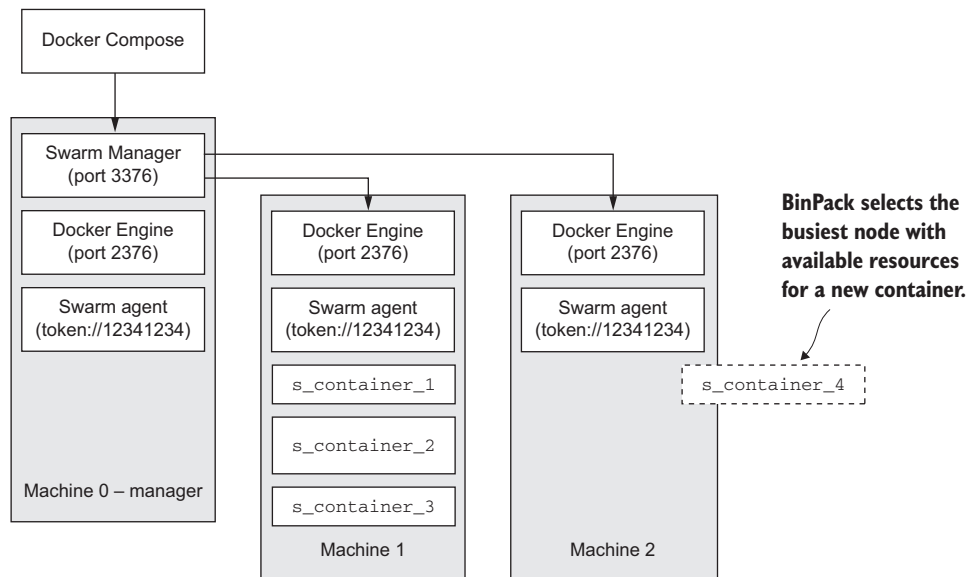 Docker Compose
Swarm Manager
(port 3376)
Docker Engine
(port 2376)
Swarm agent
(token://12341234)
Machine 0 – manager
Docker Engine
(port 2376)
Swarm agent
(token://12341234)
s_container_1
s_container_2
s_container_3
Machine 1
Docker Engine
(port 2376)
Swarm agent
(token://12341234)
Machine 2
BinPack selects the
busiest node with
available resources
for a new container.
s_container_4